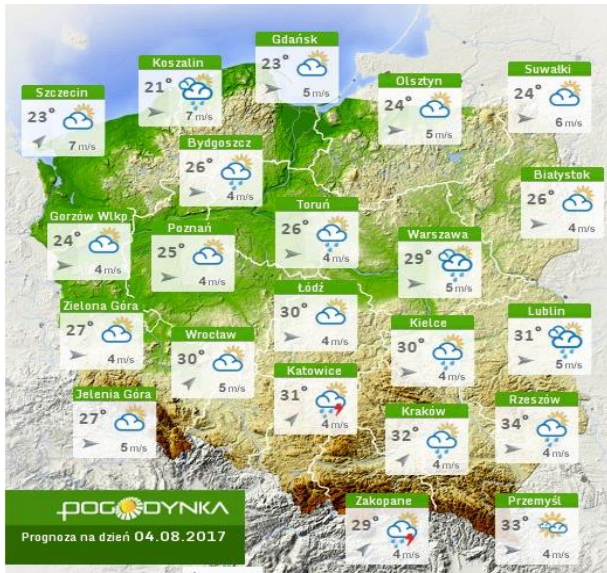 Gdańsk
23°
5 m/s
Koszalin
21°
7 m/s
Suwałki
24°
6 m/s
Olsztyn
24°
5 m/s
Szczecin
23°
7 m/s
Bydgoszcz
26°
4 m/s
Białystok
26°
4 m/s
Toruń
26°
4 m/s
Gorzów Wlkp
24°
4 m/s
Poznań
25°
4 m/s
Warszawa
29°
5 m/s
Łódź
30°
4 m/s
Zielona Góra
27°
4 m/s
Lublin
31°
5 m/s
Kielce
30°
4 m/s
Wrocław
30°
5 m/s
Katowice
31°
4 m/s
Jelenia Góra
27°
5 m/s
Rzeszów
34°
4 m/s
Kraków
32°
4 m/s
Zakopane
29°
4 m/s
Przemyśl
33°
4 m/s
POGODYNKA
Prognoza na dzień 04.08.2017